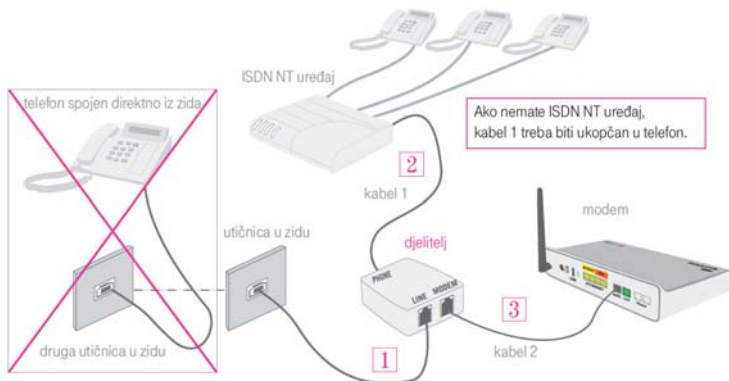 telefon spojen direktno iz zida
ISDN NT uređaj
Ako nemate ISDN NT uređaj,
kabel 1 treba biti ukopčan u telefon.
2
kabel 1
modem
utičnica u zidu
djelitelj
PHONE
LINE
MODEM
3
druga utičnica u zidu
1
kabel 2